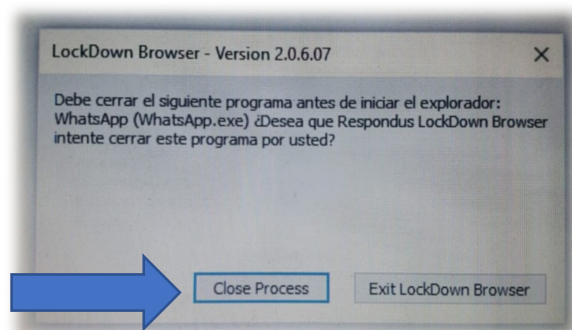 LockDown Browser - Version 2.0.6.07
Debe cerrar el siguiente programa antes de iniciar el explorador:
WhatsApp (WhatsApp.exe) ¿Desea que Respondus LockDown Browser
intente cerrar este programa por usted?
Close Process
Exit LockDown Browser